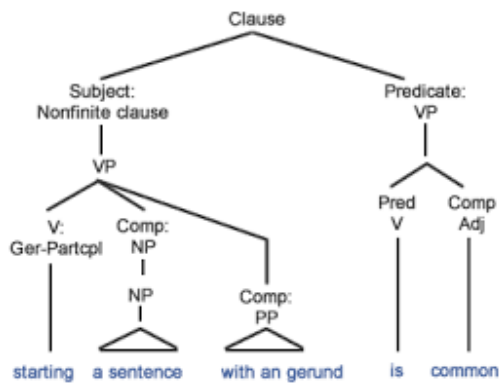 Clause
Subject: Predicate:
Nonfinite clause VP
VP
V: Comp: Pred Comp
Ger-Partcpl NP V Adj
NP Comp:
PP
starting a sentence with an gerund is common